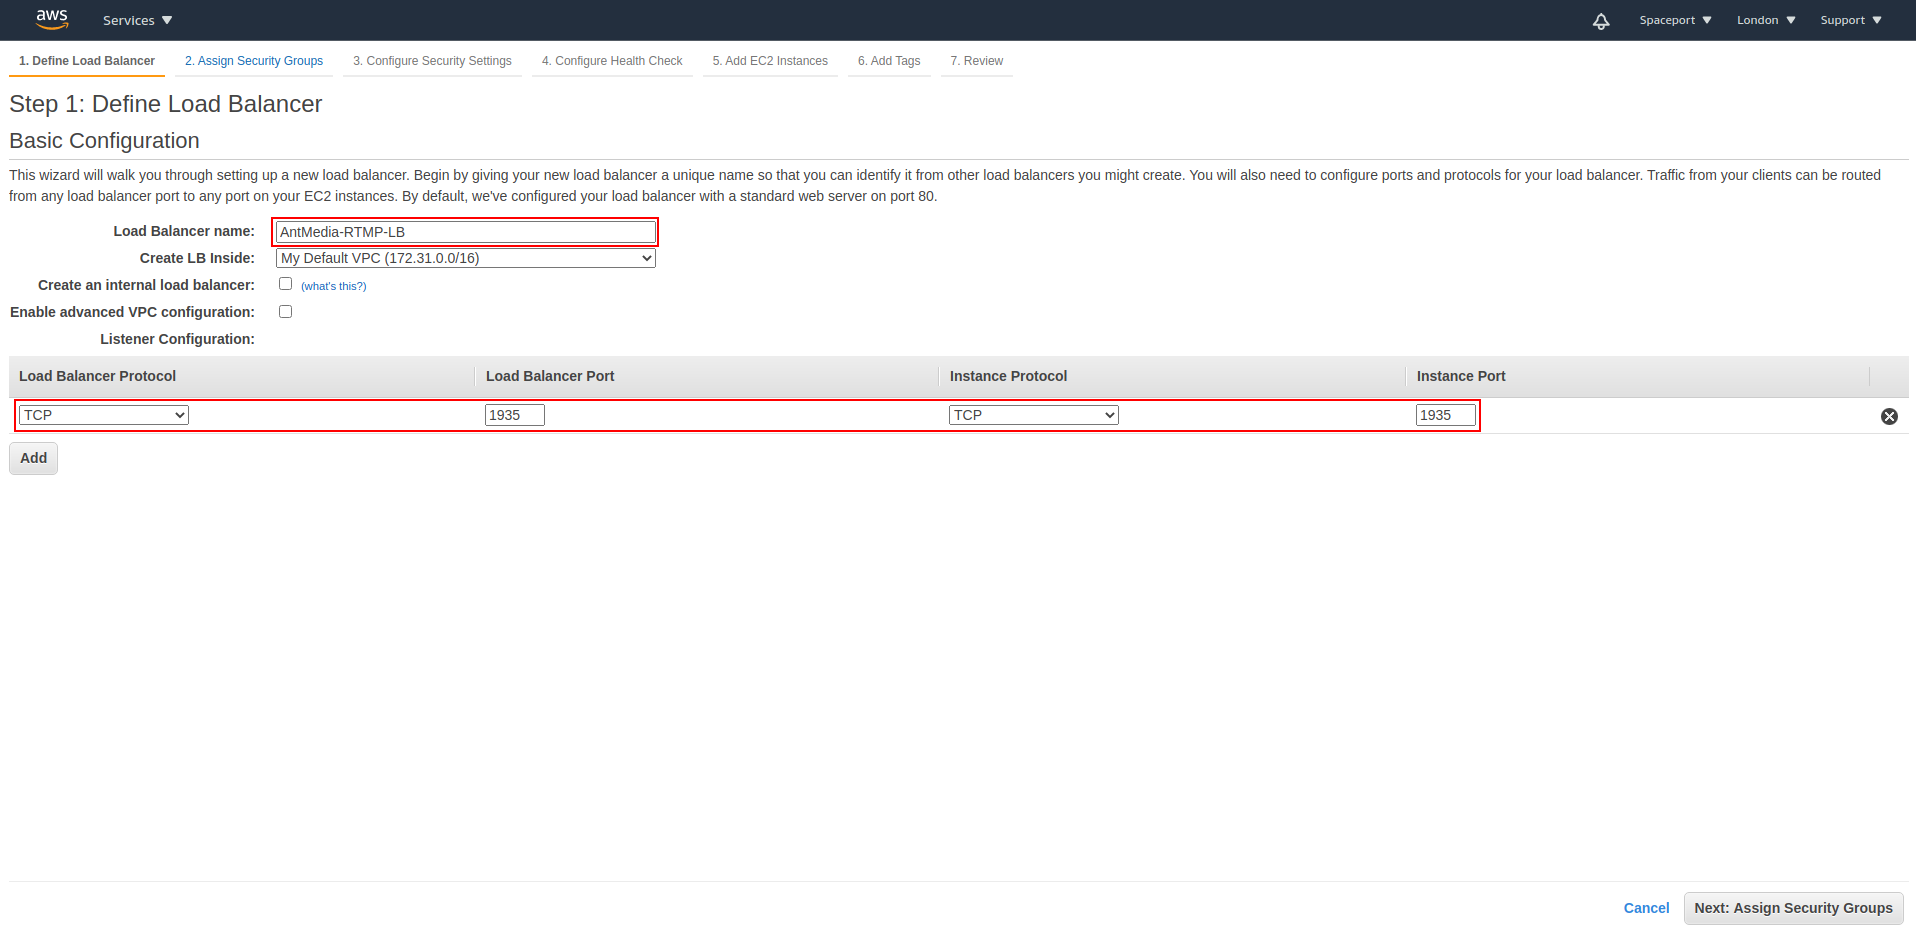 aws Services Spaceport London Support
1. Define Load Balancer 2. Assign Security Groups 3. Configure Security Settings 4. Configure Health Check 5. Add EC2 Instances 6. Add Tags 7. Review
Step 1: Define Load Balancer
Basic Configuration
This wizard will walk you through setting up a new load balancer. Begin by giving your new load balancer a unique name so that you can identify it from other load balancers you might create. You will also need to configure ports and protocols for your load balancer. Traffic from your clients can be routed
from any load balancer port to any port on your EC2 instances. By default, we've configured your load balancer with a standard web server on port 80.
Load Balancer name: AntMedia-RTMP-LB
Create LB Inside: My Default VPC (172.31.0.0/16)
Create an internal load balancer: (what's this?)
Enable advanced VPC configuration:
Listener Configuration:
Load Balancer Protocol Load Balancer Port Instance Protocol Instance Port
TCP 1935 TCP 1935
Add
Cancel Next: Assign Security Groups